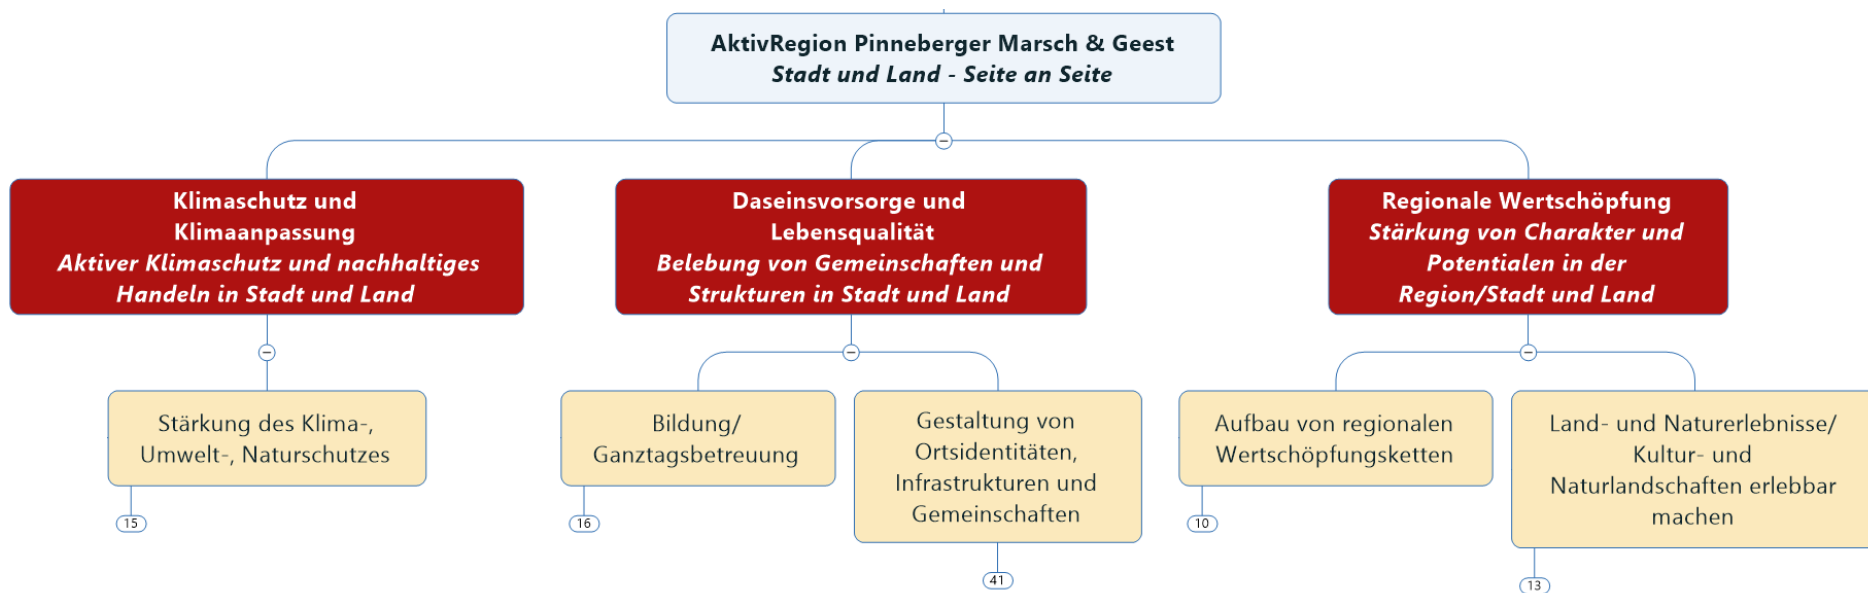 AktivRegion Pinneberger Marsch & Geest
Stadt und Land - Seite an Seite
Klimaschutz und
Klimaanpassung
Aktiver Klimaschutz und nachhaltiges
Handeln in Stadt und Land
Daseinsvorsorge und
Lebensqualität
Belebung von Gemeinschaften und
Strukturen in Stadt und Land
Regionale Wertschöpfung
Stärkung von Charakter und
Potentialen in der
Region/Stadt und Land
Stärkung des Klima-,
Umwelt-, Naturschutzes
15
Bildung/
Ganztagsbetreuung
16
Gestaltung von
Ortsidentitäten,
Infrastrukturen und
Gemeinschaften
41
Aufbau von regionalen
Wertschöpfungsketten
10
Land- und Naturerlebnisse/
Kultur- und
Naturlandschaften erlebbar
machen
13